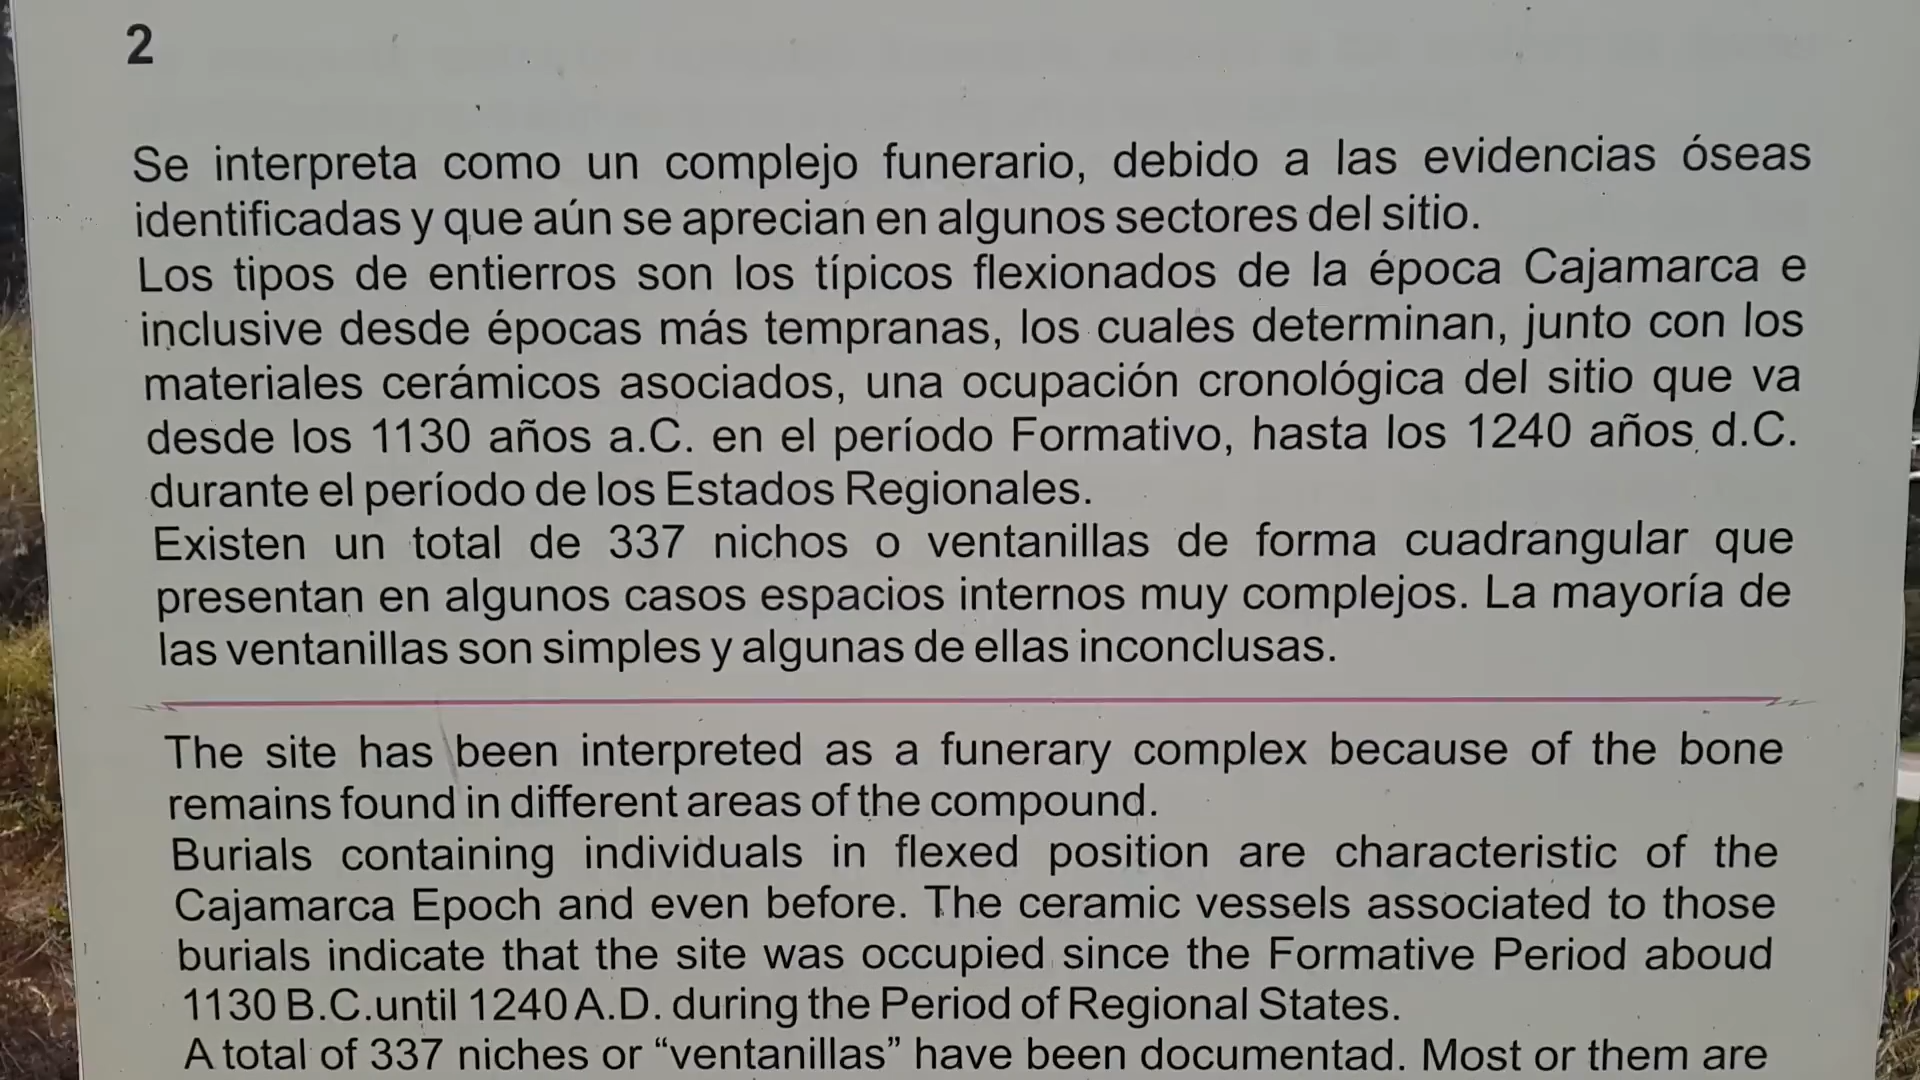 2
Se interpreta como un complejo funerario, debido a las evidencias óseas
identificadas y que aún se aprecian en algunos sectores del sitio.
Los tipos de entierros son los típicos flexionados de la época Cajamarca e
inclusive desde épocas más tempranas, los cuales determinan, junto con los
materiales cerámicos asociados, una ocupación cronológica del sitio que va
desde los 1130 años a.C. en el período Formativo, hasta los 1240 años d.C.
durante el período de los Estados Regionales.
Existen un total de 337 nichos o ventanillas de forma cuadrangular que
presentan en algunos casos espacios internos muy complejos. La mayoría de
las ventanillas son simples y algunas de ellas inconclusas.
The site has been interpreted as a funerary complex because of the bone
remains found in different areas of the compound.
Burials containing individuals in flexed position are characteristic of the
Cajamarca Epoch and even before. The ceramic vessels associated to those
burials indicate that the site was occupied since the Formative Period aboud
1130 B.C.until 1240 A.D. during the Period of Regional States.
A total of 337 niches or “ventanillas” have been documentad. Most or them are